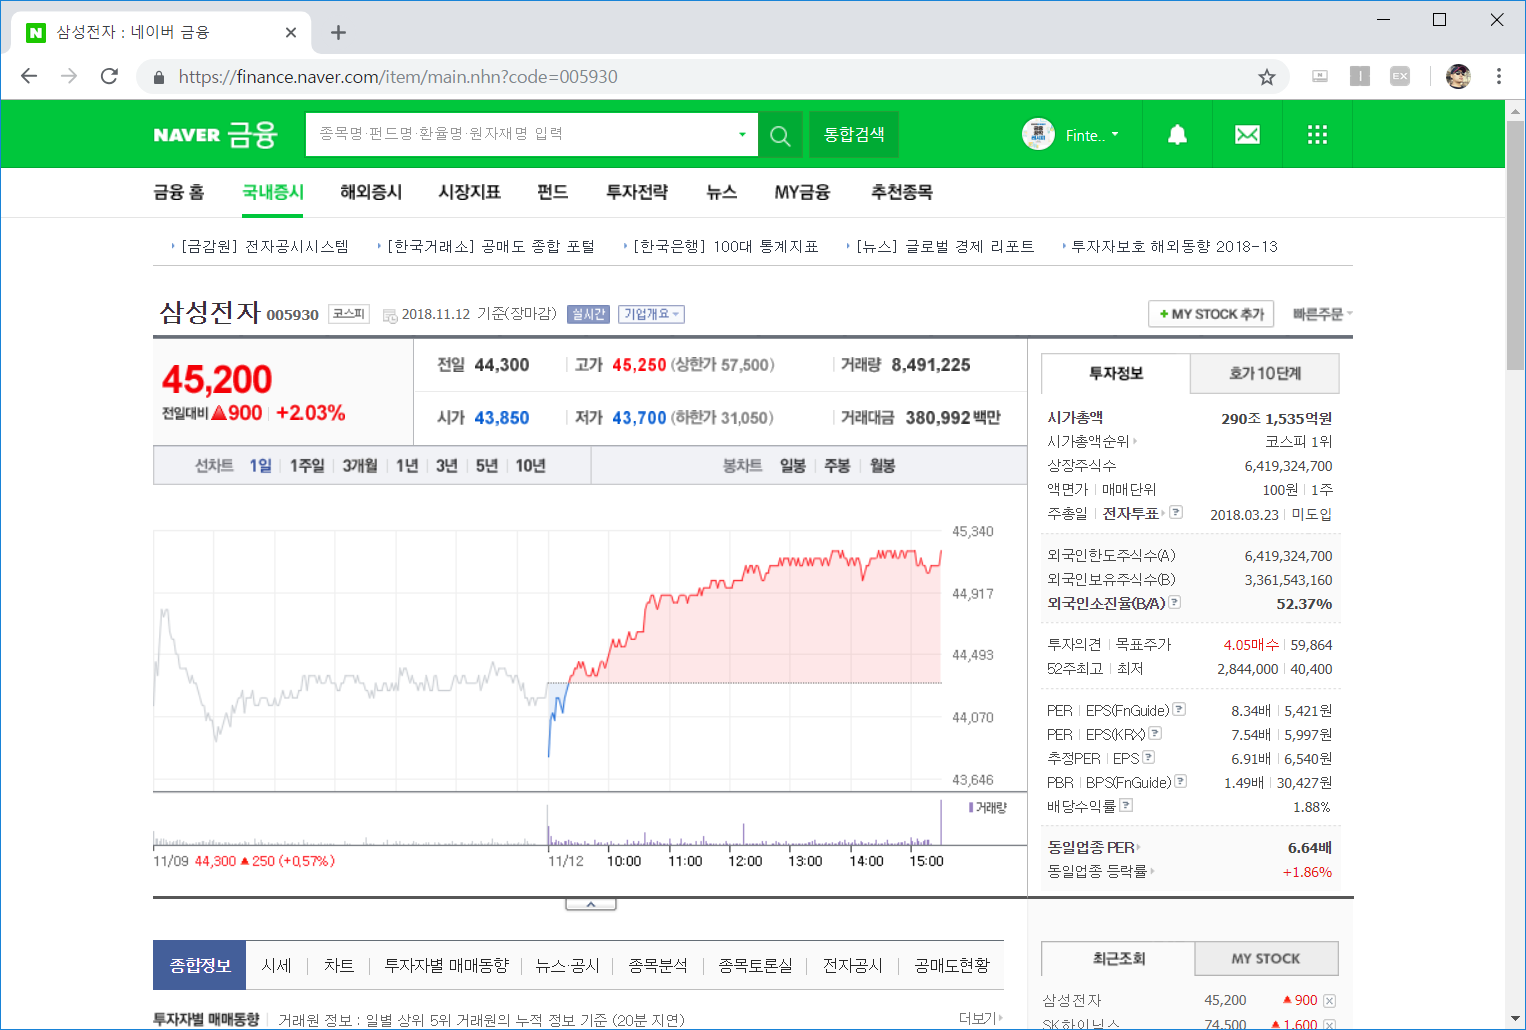 삼성전자 : 네이버 금융
https://finance.naver.com/item/main.nhn?code=005930
NAVER 금융
종목명·펀드명·환율명·원자재명 입력
통합검색
Finte..
금융 홈 국내증시 해외증시 시장지표 펀드 투자전략 뉴스 MY금융 추천종목
[금감원] 전자공시시스템 [한국거래소] 공매도 종합 포털 [한국은행] 100대 통계지표 [뉴스] 글로벌 경제 리포트 투자자보호 해외동향 2018-13
삼성전자 005930 코스피 2018.11.12 기준(장마감) 실시간 기업개요
+ MY STOCK 추가 빠른주문
45,200
전일대비 ▲900 +2.03%
전일 44,300 고가 45,250 (상한가 57,500) 거래량 8,491,225
시가 43,850 저가 43,700 (하한가 31,050) 거래대금 380,992 백만
선차트 1일 1주일 3개월 1년 3년 5년 10년 봉차트 일봉 주봉 월봉
45,340
44,917
44,493
44,070
43,646
거래량
11/09 44,300 ▲ 250 (+0,57%) 11/12 10:00 11:00 12:00 13:00 14:00 15:00
투자정보 호가 10단계
시가총액 290조 1,535억원
시가총액순위 코스피 1위
상장주식수 6,419,324,700
액면가 | 매매단위 100원 | 1주
주총일 | 전자투표 ? 2018.03.23 | 미도입
외국인한도주식수(A) 6,419,324,700
외국인보유주식수(B) 3,361,543,160
외국인소진율(B/A) ? 52.37%
투자의견 | 목표주가 4.05매수 | 59,864
52주최고 | 최저 2,844,000 | 40,400
PER | EPS(FnGuide) ? 8.34배 | 5,421원
PER | EPS(KRX) ? 7.54배 | 5,997원
추정PER | EPS ? 6.91배 | 6,540원
PBR | BPS(FnGuide) ? 1.49배 | 30,427원
배당수익률 ? 1.88%
동일업종 PER 6.64배
동일업종 등락률 +1.86%
종합정보 시세 차트 투자자별 매매동향 뉴스·공시 종목분석 종목토론실 전자공시 공매도현황
투자자별 매매동향 거래원 정보 : 일별 상위 5위 거래원의 누적 정보 기준 (20분 지연) 더보기
최근조회 MY STOCK
삼성전자 45,200 ▲ 900
SK하이닉스 74,500 ▲ 1,600